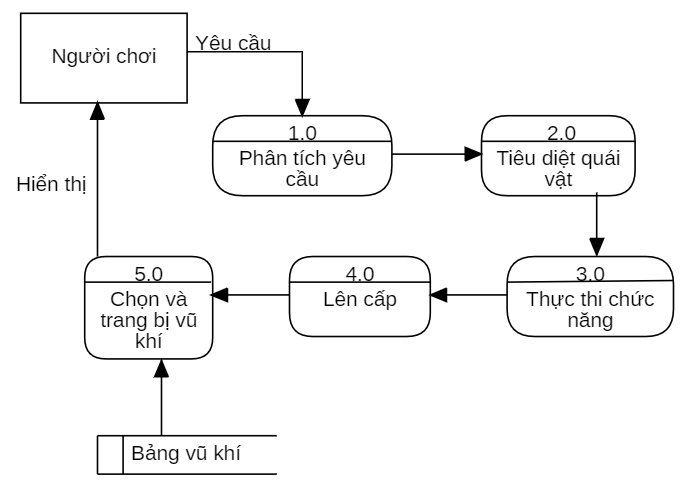 Người chơi
Yêu cầu
1.0
Phân tích yêu
cầu
2.0
Tiêu diệt quái
vật
Hiển thị
5.0
Chọn và
trang bị vũ
khí
4.0
Lên cấp
3.0
Thực thi chức
năng
Bảng vũ khí